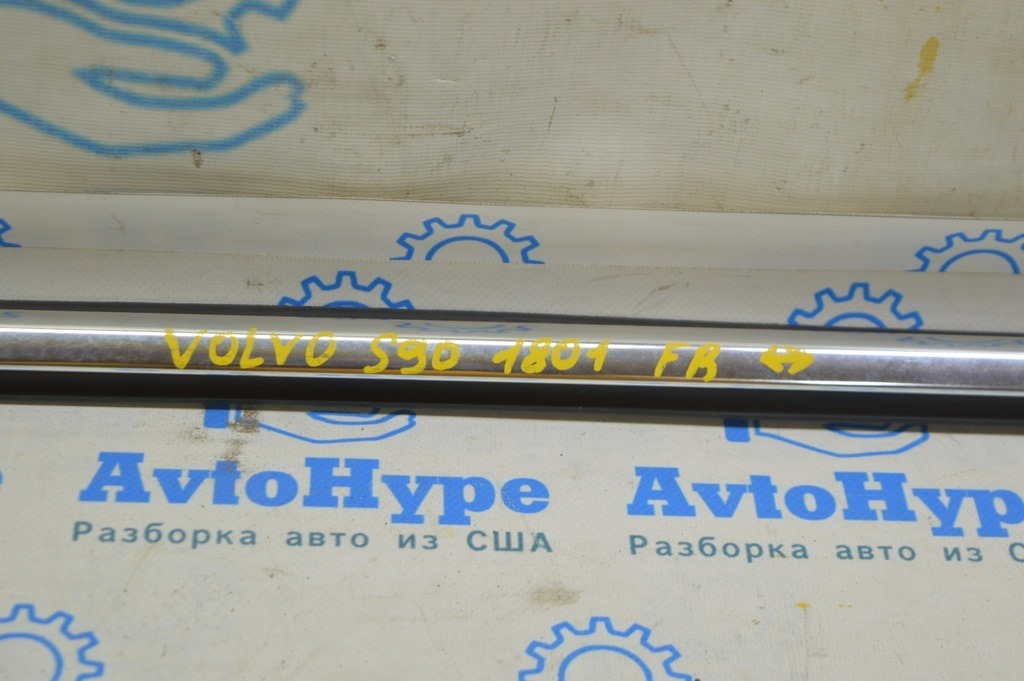 VOLVO S90 1801 FR ↔
AvtoHype AvtoHyp
Разборка авто из США Разборка авто из С